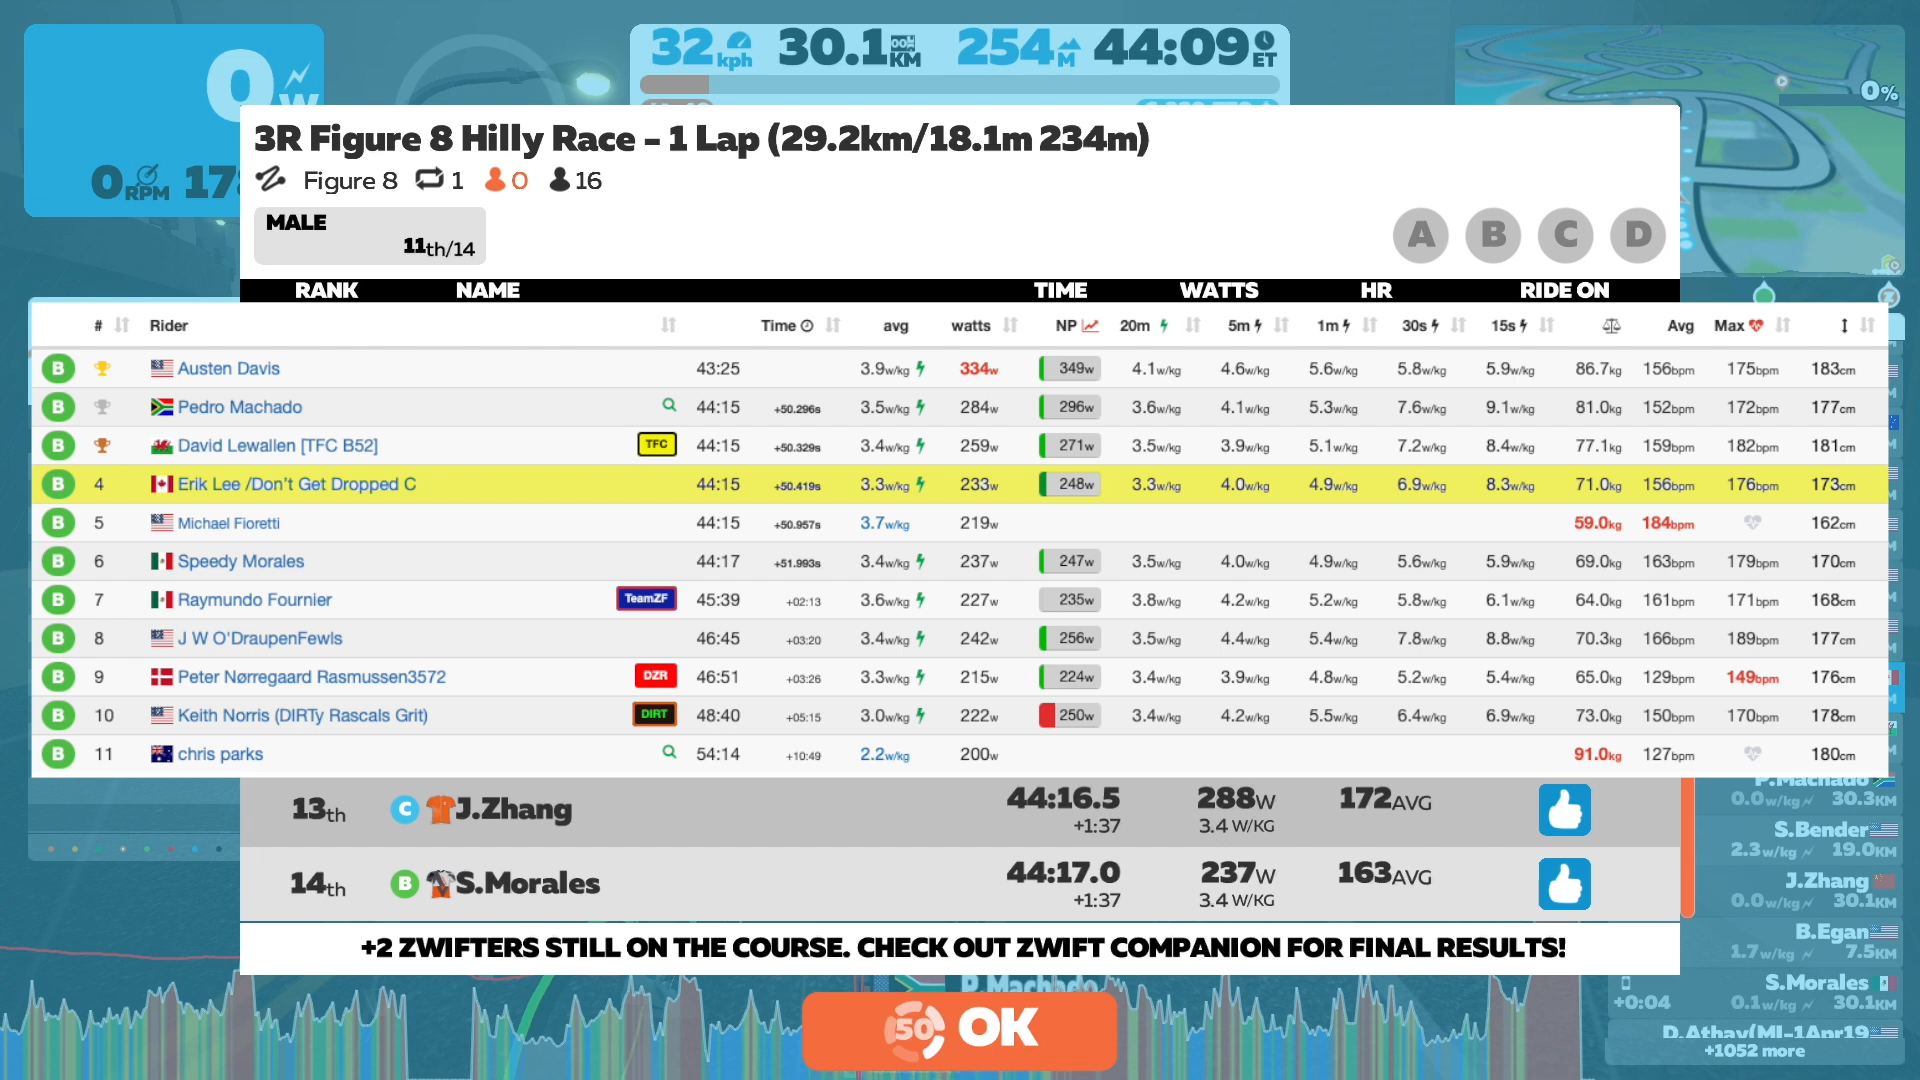 0w
0 RPM
32 kph 30.1 KM 254 M 44:09 ET
0%
3R Figure 8 Hilly Race - 1 Lap (29.2km/18.1m 234m)
Figure 8 1 0 16
MALE
11th/14
A B C D
RANK NAME TIME WATTS HR RIDE ON
# Rider Time avg watts NP 20m 5m 1m 30s 15s Avg Max
B Austen Davis 43:25 3.9w/kg 334w 349w 4.1w/kg 4.6w/kg 5.6w/kg 5.8w/kg 5.9w/kg 86.7kg 156bpm 175bpm 183cm
B Pedro Machado 44:15 +50.296s 3.5w/kg 284w 296w 3.6w/kg 4.1w/kg 5.3w/kg 7.6w/kg 9.1w/kg 81.0kg 152bpm 172bpm 177cm
B David Lewallen [TFC B52] TFC 44:15 +50.329s 3.4w/kg 259w 271w 3.5w/kg 3.9w/kg 5.1w/kg 7.2w/kg 8.4w/kg 77.1kg 159bpm 182bpm 181cm
B 4 Erik Lee /Don't Get Dropped C 44:15 +50.419s 3.3w/kg 233w 248w 3.3w/kg 4.0w/kg 4.9w/kg 6.9w/kg 8.3w/kg 71.0kg 156bpm 176bpm 173cm
B 5 Michael Fioretti 44:15 +50.957s 3.7w/kg 219w 59.0kg 184bpm 162cm
B 6 Speedy Morales 44:17 +51.993s 3.4w/kg 237w 247w 3.5w/kg 4.0w/kg 4.9w/kg 5.6w/kg 5.9w/kg 69.0kg 163bpm 179bpm 170cm
B 7 Raymundo Fournier TeamZF 45:39 +02:13 3.6w/kg 227w 235w 3.8w/kg 4.2w/kg 5.2w/kg 5.8w/kg 6.1w/kg 64.0kg 161bpm 171bpm 168cm
B 8 J W O'DraupenFewls 46:45 +03:20 3.4w/kg 242w 256w 3.5w/kg 4.4w/kg 5.4w/kg 7.8w/kg 8.8w/kg 70.3kg 166bpm 189bpm 177cm
B 9 Peter Nørregaard Rasmussen3572 DZR 46:51 +03:26 3.3w/kg 215w 224w 3.4w/kg 3.9w/kg 4.8w/kg 5.2w/kg 5.4w/kg 65.0kg 129bpm 149bpm 176cm
B 10 Keith Norris (DIRTy Rascals Grit) DIRT 48:40 +05:15 3.0w/kg 222w 250w 3.4w/kg 4.2w/kg 5.5w/kg 6.4w/kg 6.9w/kg 73.0kg 150bpm 170bpm 178cm
B 11 chris parks 54:14 +10:49 2.2w/kg 200w 91.0kg 127bpm 180cm
13th C J.Zhang 44:16.5 288W 172AVG
+1:37 3.4 W/KG
14th B S.Morales 44:17.0 237W 163AVG
+1:37 3.4 W/KG
+2 ZWIFTERS STILL ON THE COURSE. CHECK OUT ZWIFT COMPANION FOR FINAL RESULTS!
P.Machado
50 OK
P.Machado
0.0w/kg 30.3KM
S.Bender
2.3w/kg 19.0KM
J.Zhang
0.0w/kg 30.1KM
B.Egan
1.7w/kg 7.5KM
S.Morales
+0:04 0.1w/kg 30.1KM
D.Athay(MI-1Apr19
+1052 more